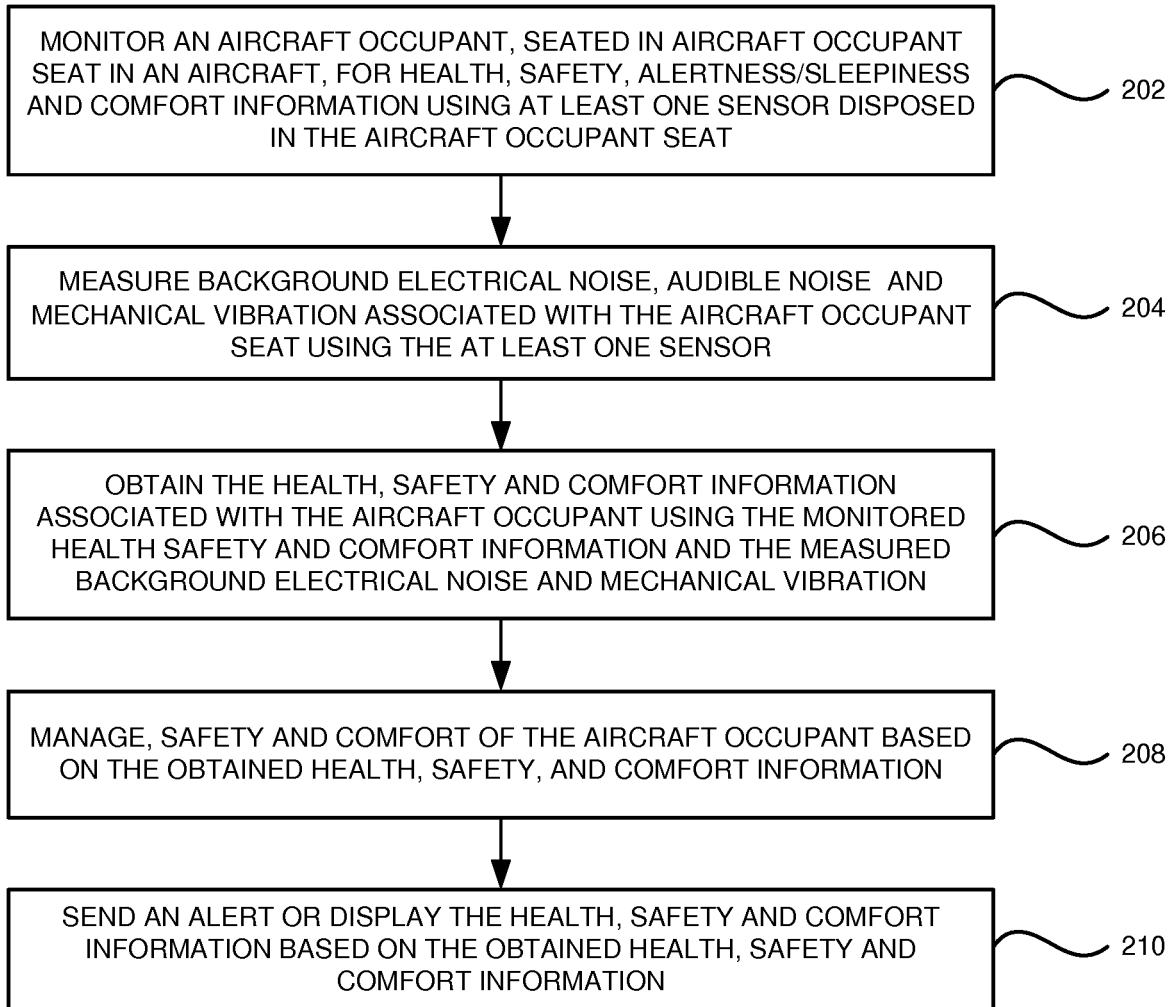 MONITOR AN AIRCRAFT OCCUPANT, SEATED IN AIRCRAFT OCCUPANT
SEAT IN AN AIRCRAFT, FOR HEALTH, SAFETY, ALERTNESS/SLEEPINESS
AND COMFORT INFORMATION USING AT LEAST ONE SENSOR DISPOSED
IN THE AIRCRAFT OCCUPANT SEAT
202
MEASURE BACKGROUND ELECTRICAL NOISE, AUDIBLE NOISE AND
MECHANICAL VIBRATION ASSOCIATED WITH THE AIRCRAFT OCCUPANT
SEAT USING THE AT LEAST ONE SENSOR
204
OBTAIN THE HEALTH, SAFETY AND COMFORT INFORMATION
ASSOCIATED WITH THE AIRCRAFT OCCUPANT USING THE MONITORED
HEALTH SAFETY AND COMFORT INFORMATION AND THE MEASURED
BACKGROUND ELECTRICAL NOISE AND MECHANICAL VIBRATION
206
MANAGE, SAFETY AND COMFORT OF THE AIRCRAFT OCCUPANT BASED
ON THE OBTAINED HEALTH, SAFETY, AND COMFORT INFORMATION
208
SEND AN ALERT OR DISPLAY THE HEALTH, SAFETY AND COMFORT
INFORMATION BASED ON THE OBTAINED HEALTH, SAFETY AND
COMFORT INFORMATION
210